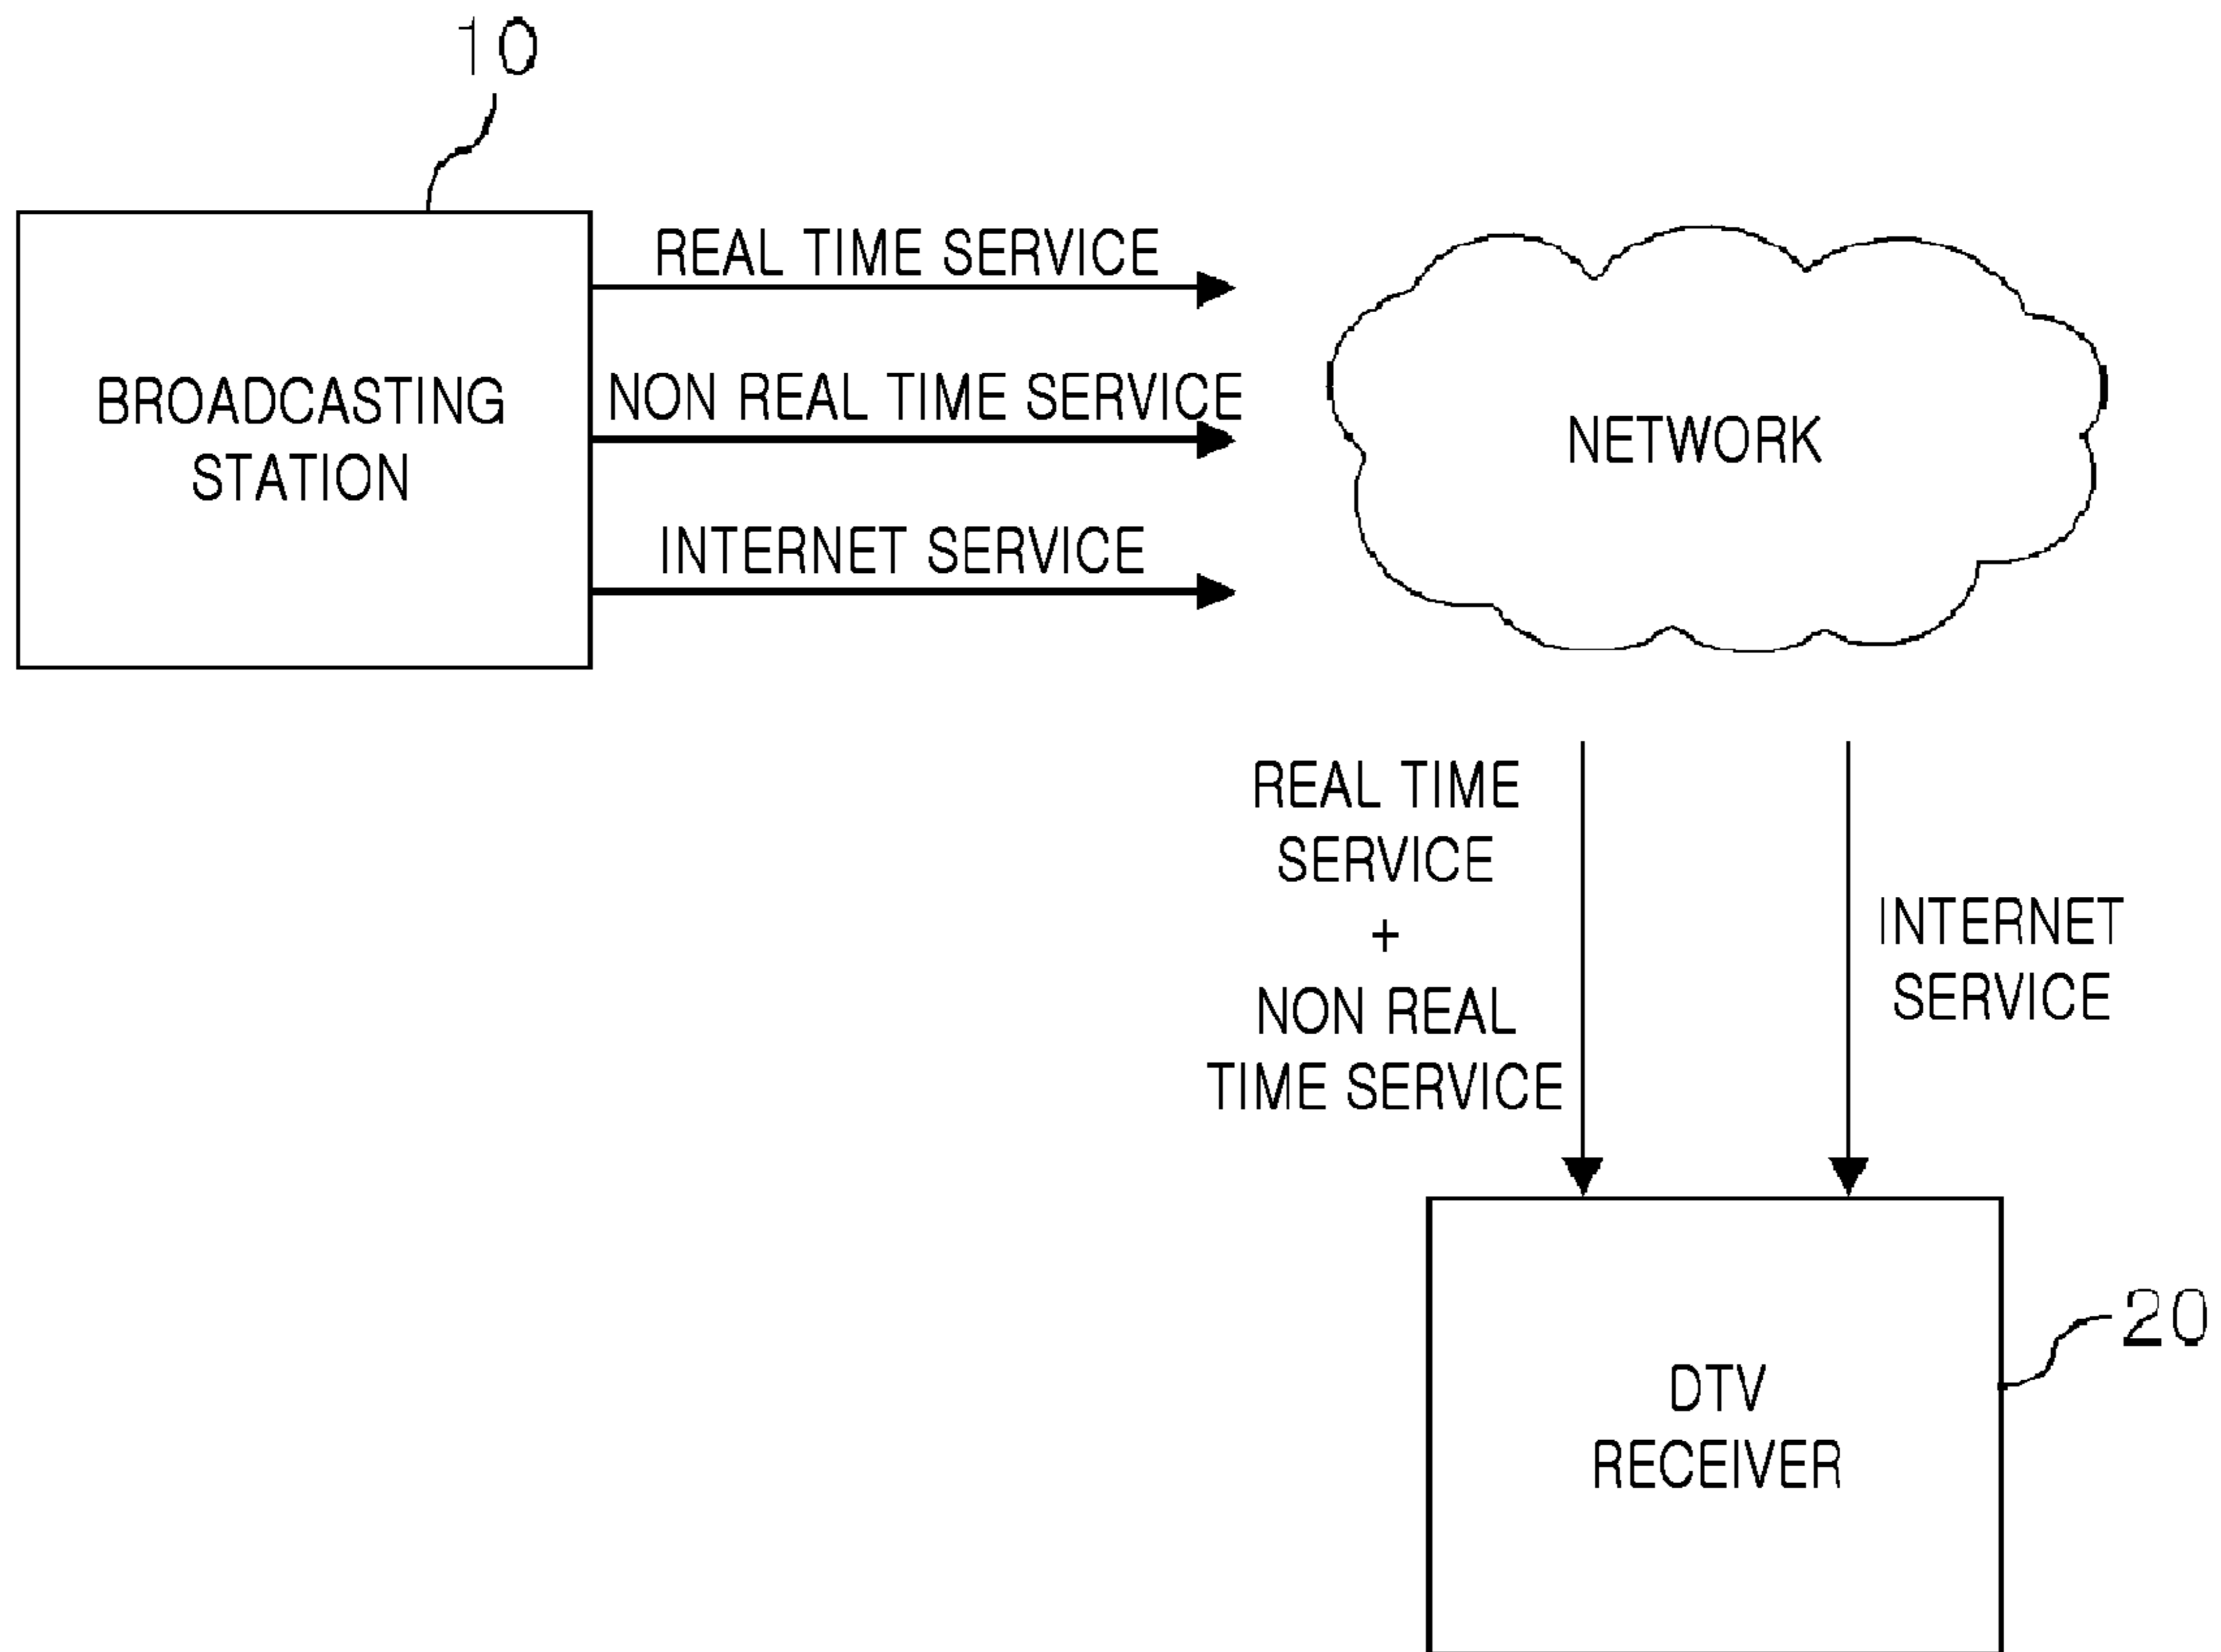 10
REAL TIME SERVICE
BROADCASTING
STATION
NON REAL TIME SERVICE
INTERNET SERVICE
NETWORK
REAL TIME
SERVICE
+
NON REAL
TIME SERVICE
INTERNET
SERVICE
20
DTV
RECEIVER